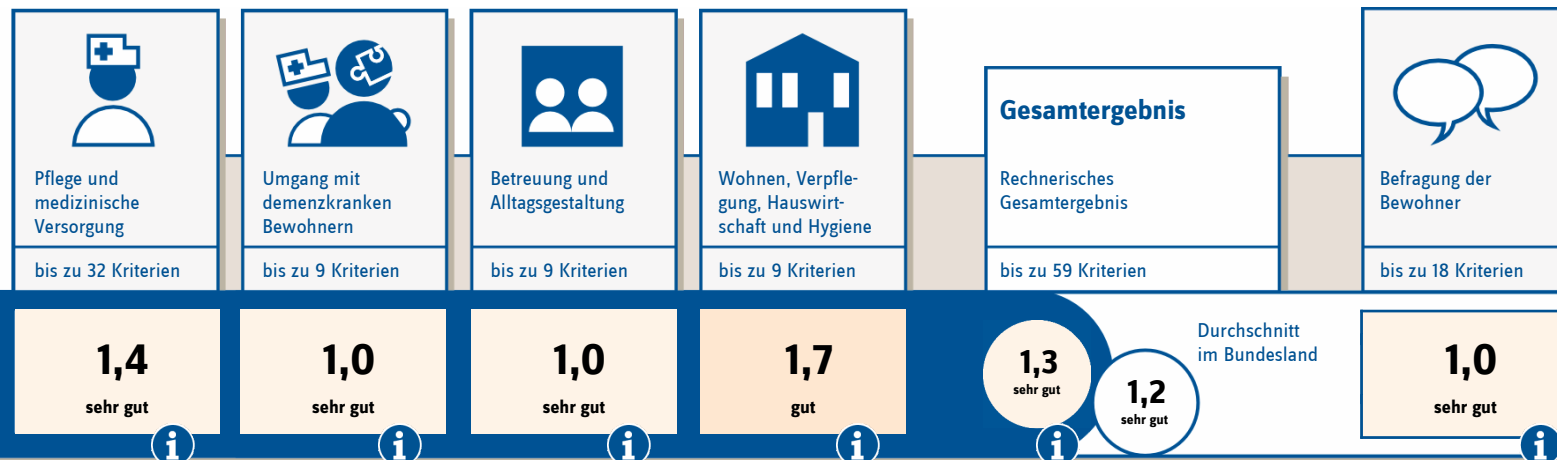 Pflege und
medizinische
Versorgung
bis zu 32 Kriterien
1,4
sehr gut
i
Umgang mit
demenzkranken
Bewohnern
bis zu 9 Kriterien
1,0
sehr gut
i
Betreuung und
Alltagsgestaltung
bis zu 9 Kriterien
1,0
sehr gut
i
Wohnen, Verpfle-
gung, Hauswirt-
schaft und Hygiene
bis zu 9 Kriterien
1,7
gut
i
Gesamtergebnis
Rechnerisches
Gesamtergebnis
bis zu 59 Kriterien
1,3
sehr gut
i
Durchschnitt
im Bundesland
1,2
sehr gut
Befragung der
Bewohner
bis zu 18 Kriterien
1,0
sehr gut
i